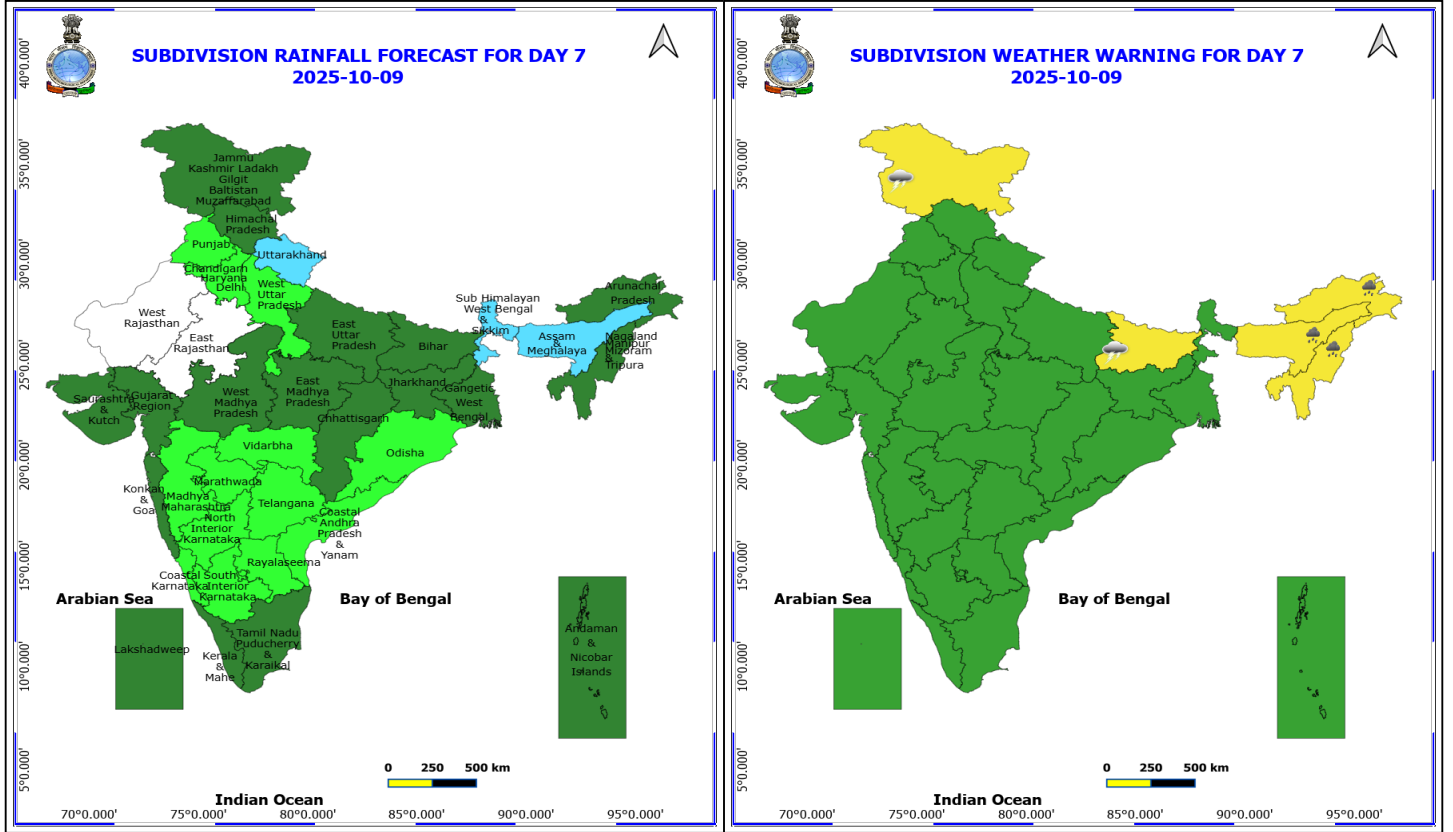 SUBDIVISION RAINFALL FORECAST FOR DAY 7
2025-10-09
40°0.000'
35°0.000'
30°0.000'
25°0.000'
20°0.000'
15°0.000'
10°0.000'
5°0.000'
Jammu
Kashmir Ladakh
Gilgit
Baltistan
Muzaffarabad
Himachal
Pradesh
Punjab
Uttarakhand
Chandigarh
Haryana
Delhi
West
Uttar
Pradesh
West
Rajasthan
East
Rajasthan
East
Uttar
Pradesh
Bihar
Sub Himalayan
West Bengal
&
Sikkim
Assam
&
Meghalaya
Arunachal
Pradesh
Nagaland
Manipur
Mizoram
&
Tripura
Saurashtra
&
Kutch
Gujarat
Region
West
Madhya
Pradesh
East
Madhya
Pradesh
Jharkhand
Gangetic
West
Bengal
Chhattisgarh
Odisha
Vidarbha
Marathwada
Madhya
Maharashtra
Konkan
&
Goa
Telangana
North
Interior
Karnataka
Coastal
Andhra
Pradesh
&
Yanam
Rayalaseema
Coastal
Karnataka
South
Interior
Karnataka
Tamil Nadu
Puducherry
&
Karaikal
Kerala
&
Mahe
Lakshadweep
Andaman
&
Nicobar
Islands
Arabian Sea
Bay of Bengal
Indian Ocean
0 250 500 km
70°0.000' 75°0.000' 80°0.000' 85°0.000' 90°0.000' 95°0.000'
SUBDIVISION WEATHER WARNING FOR DAY 7
2025-10-09
40°0.000'
35°0.000'
30°0.000'
25°0.000'
20°0.000'
15°0.000'
10°0.000'
5°0.000'
Arabian Sea
Bay of Bengal
Indian Ocean
0 250 500 km
70°0.000' 75°0.000' 80°0.000' 85°0.000' 90°0.000' 95°0.000'